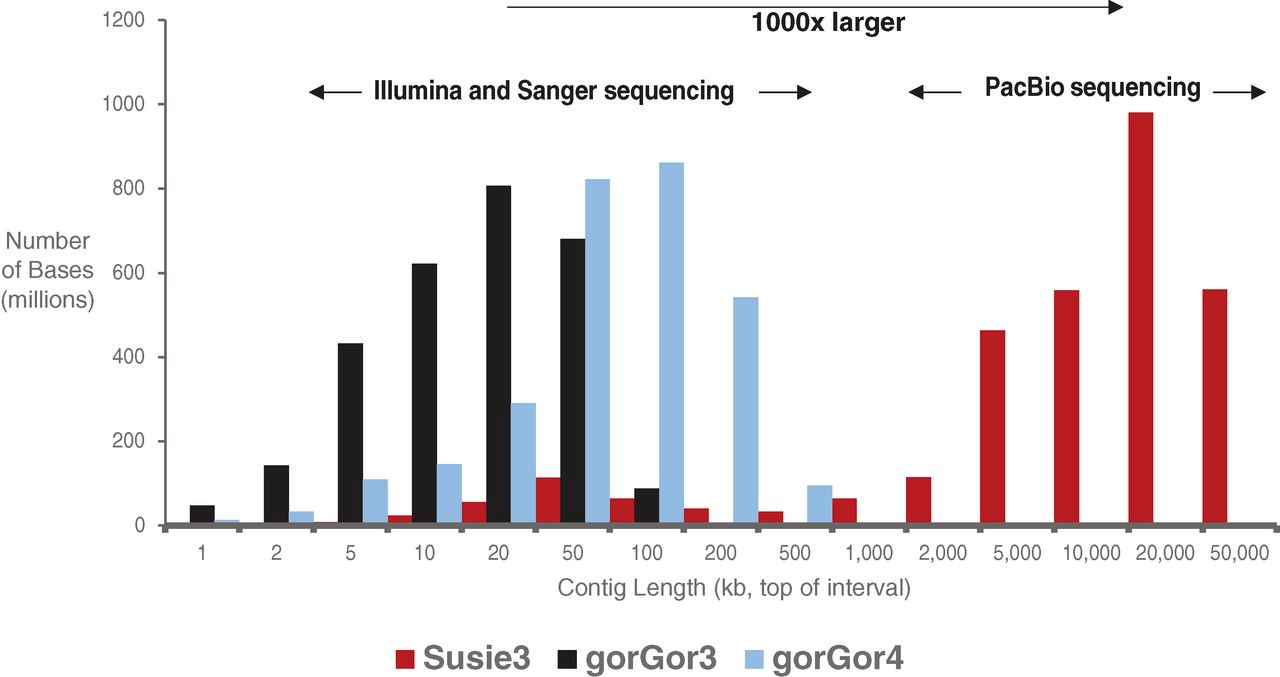 1200
1000x larger
Illumina and Sanger sequencing
PacBio sequencing
1000
800
600
400
200
0
Number
of Bases
(millions)
1 2 5 10 20 50 100 200 500 1,000 2,000 5,000 10,000 20,000 50,000
Contig Length (kb, top of interval)
Susie3 gorGor3 gorGor4